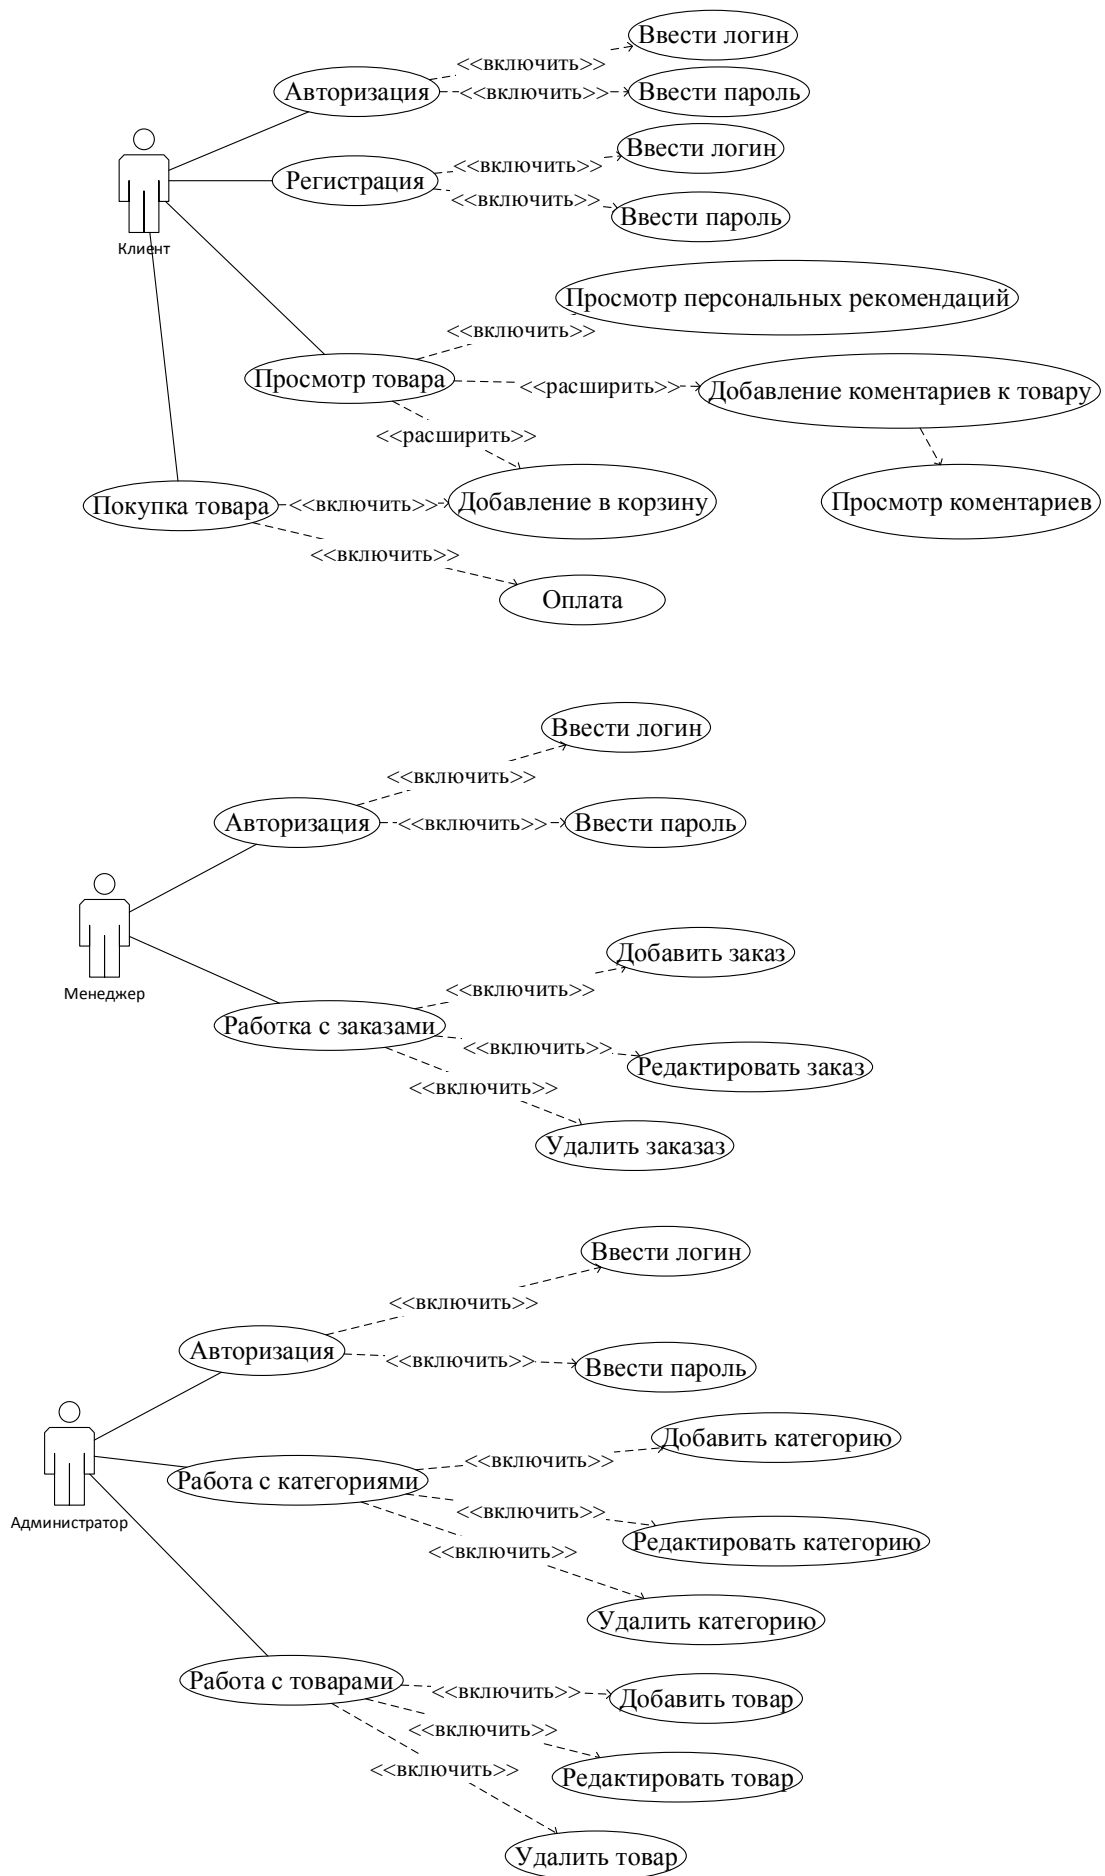 Ввести логин
<<включить>>
Авторизация
<<включить>>
Ввести пароль
Ввести логин
<<включить>>
Регистрация
<<включить>>
Ввести пароль
Клиент
Просмотр персональных рекомендаций
<<включить>>
Просмотр товара
<<расширить>>
Добавление коментариев к товару
<<расширить>>
Покупка товара
<<включить>>
Добавление в корзину
Просмотр коментариев
<<включить>>
Оплата
Ввести логин
<<включить>>
Авторизация
<<включить>>
Ввести пароль
Менеджер
Добавить заказ
<<включить>>
Работка с заказами
<<включить>>
Редактировать заказ
<<включить>>
Удалить заказаз
Ввести логин
<<включить>>
Авторизация
<<включить>>
Ввести пароль
Администратор
Добавить категорию
<<включить>>
Работа с категориями
<<включить>>
Редактировать категорию
<<включить>>
Удалить категорию
Работа с товарами
<<включить>>
Добавить товар
<<включить>>
Редактировать товар
<<включить>>
Удалить товар